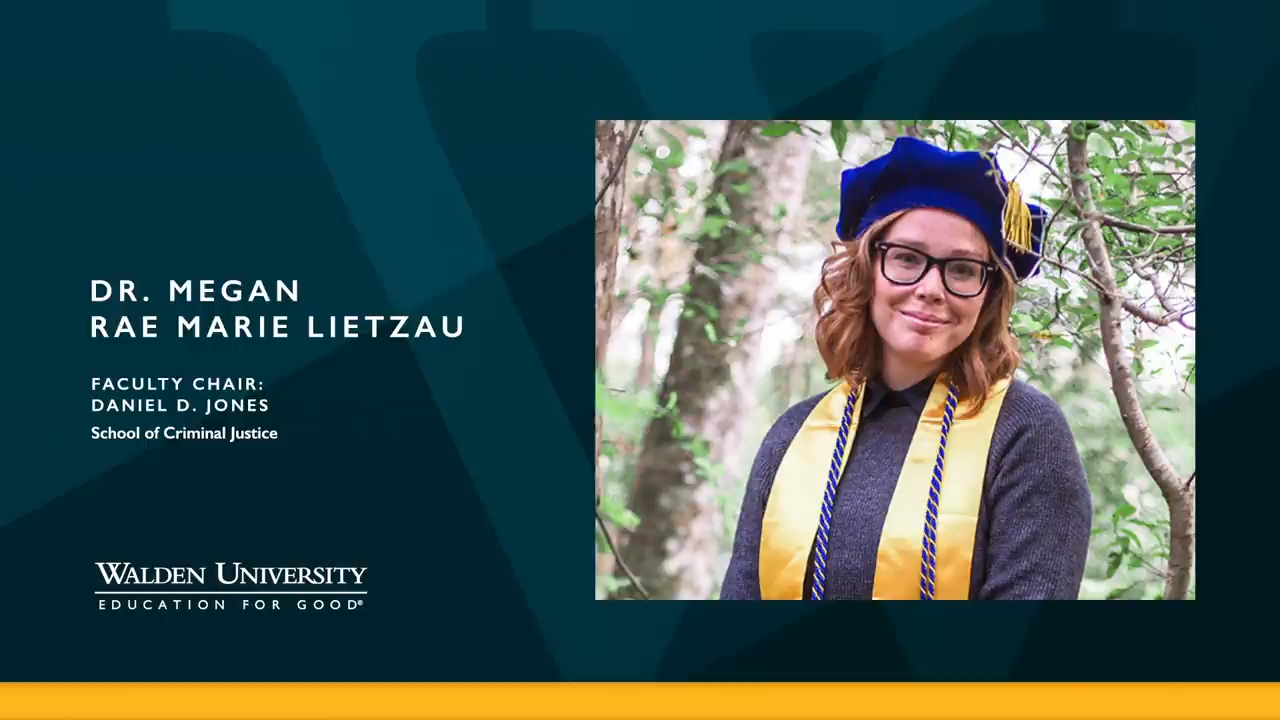 DR. MEGAN
RAE MARIE LIETZAU
FACULTY CHAIR:
DANIEL D. JONES
School of Criminal Justice
WALDEN UNIVERSITY
EDUCATION FOR GOOD®